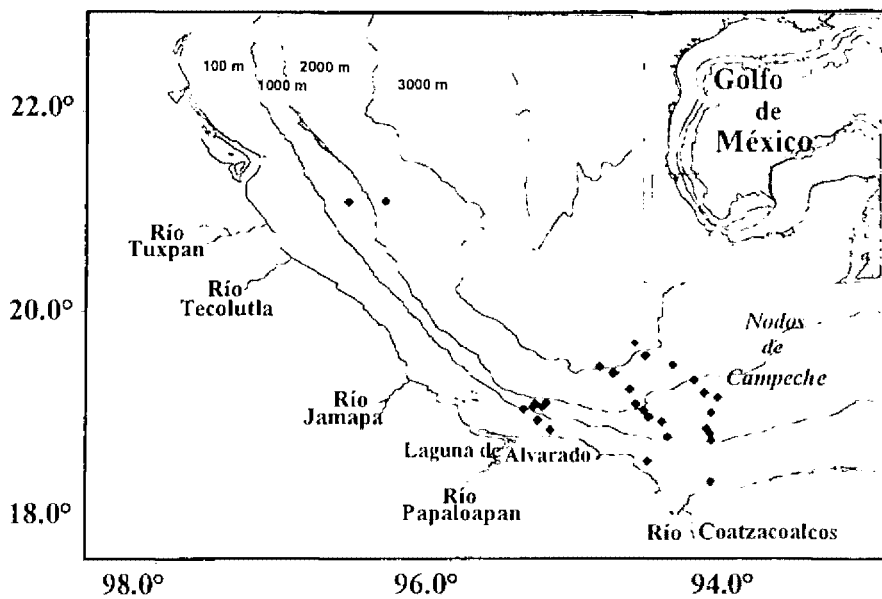 100 m
2000 m
1000 m
3000 m
Golfo
de
México
22.0°
Río
Tuxpan
Río
Tecolutla
20.0°
Nodos
de
Campeche
Río
Jamapa
Laguna de Alvarado
Río
Papaloapan
18.0°
Río Coatzacoalcos
98.0° 96.0° 94.0°